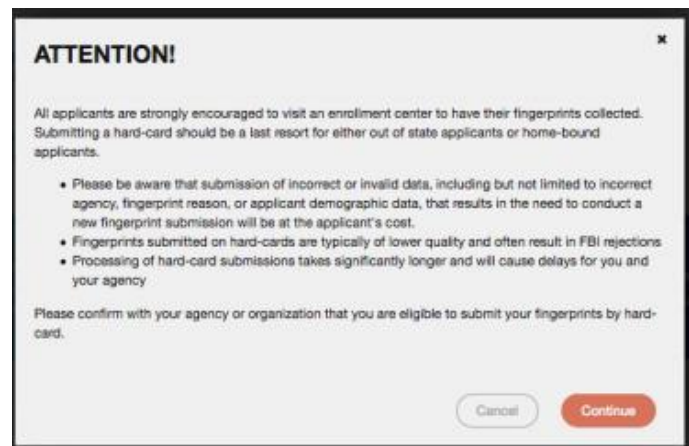 ATTENTION!
All applicants are strongly encouraged to visit an enrollment center to have their fingerprints collected.
Submitting a hard-card should be a last resort for either out of state applicants or home-bound
applicants.
• Please be aware that submission of incorrect or invalid data, including but not limited to incorrect
agency, fingerprint reason, or applicant demographic data, that results in the need to conduct a
new fingerprint submission will be at the applicant's cost.
• Fingerprints submitted on hard-cards are typically of lower quality and often result in FBI rejections
• Processing of hard-card submissions takes significantly longer and will cause delays for you and
your agency
Please confirm with your agency or organization that you are eligible to submit your fingerprints by hard-
card.
Cancel Continue